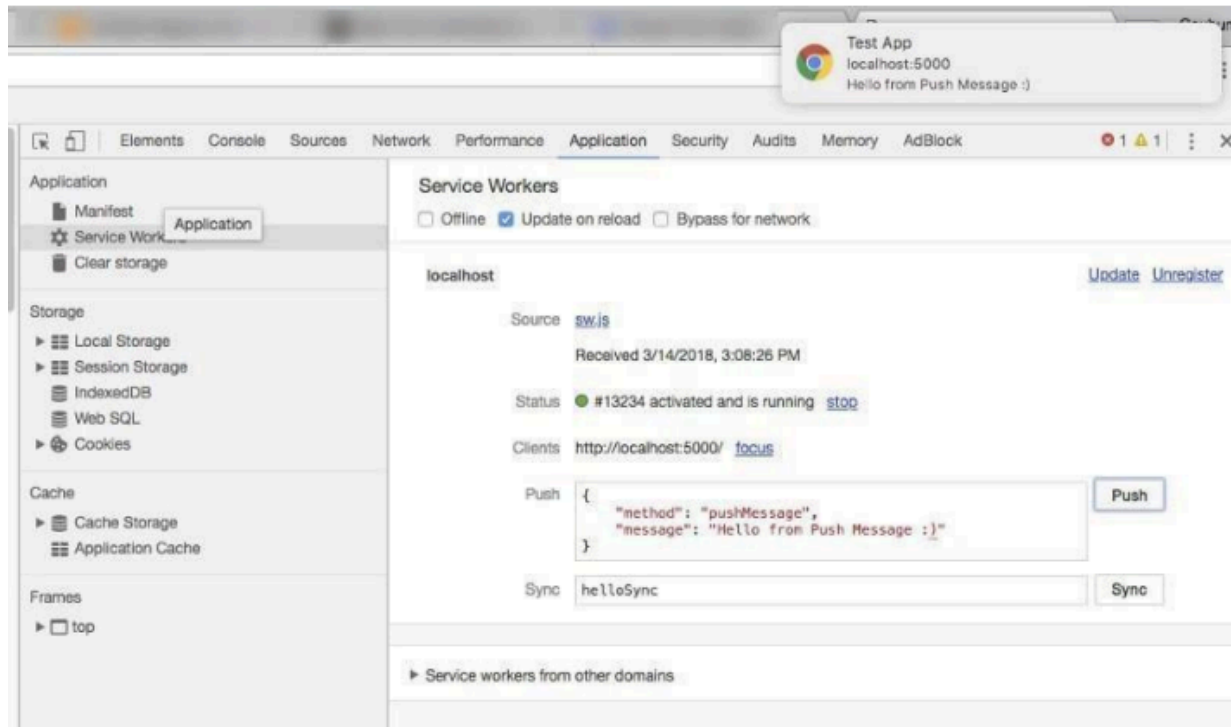 Test App
localhost:5000
Hello from Push Message :)
Elements Console Sources Network Performance Application Security Audits Memory AdBlock 1 1
Application
Manifest
Application
Service Workers
Clear storage
Storage
Local Storage
Session Storage
IndexedDB
Web SQL
Cookies
Cache
Cache Storage
Application Cache
Frames
top
Service Workers
Offline Update on reload Bypass for network
localhost Update Unregister
Source sw.js
Received 3/14/2018, 3:08:26 PM
Status #13234 activated and is running stop
Clients http://localhost:5000/ focus
Push {
"method": "pushMessage",
"message": "Hello from Push Message :)"
}
Push
Sync helloSync Sync
Service workers from other domains